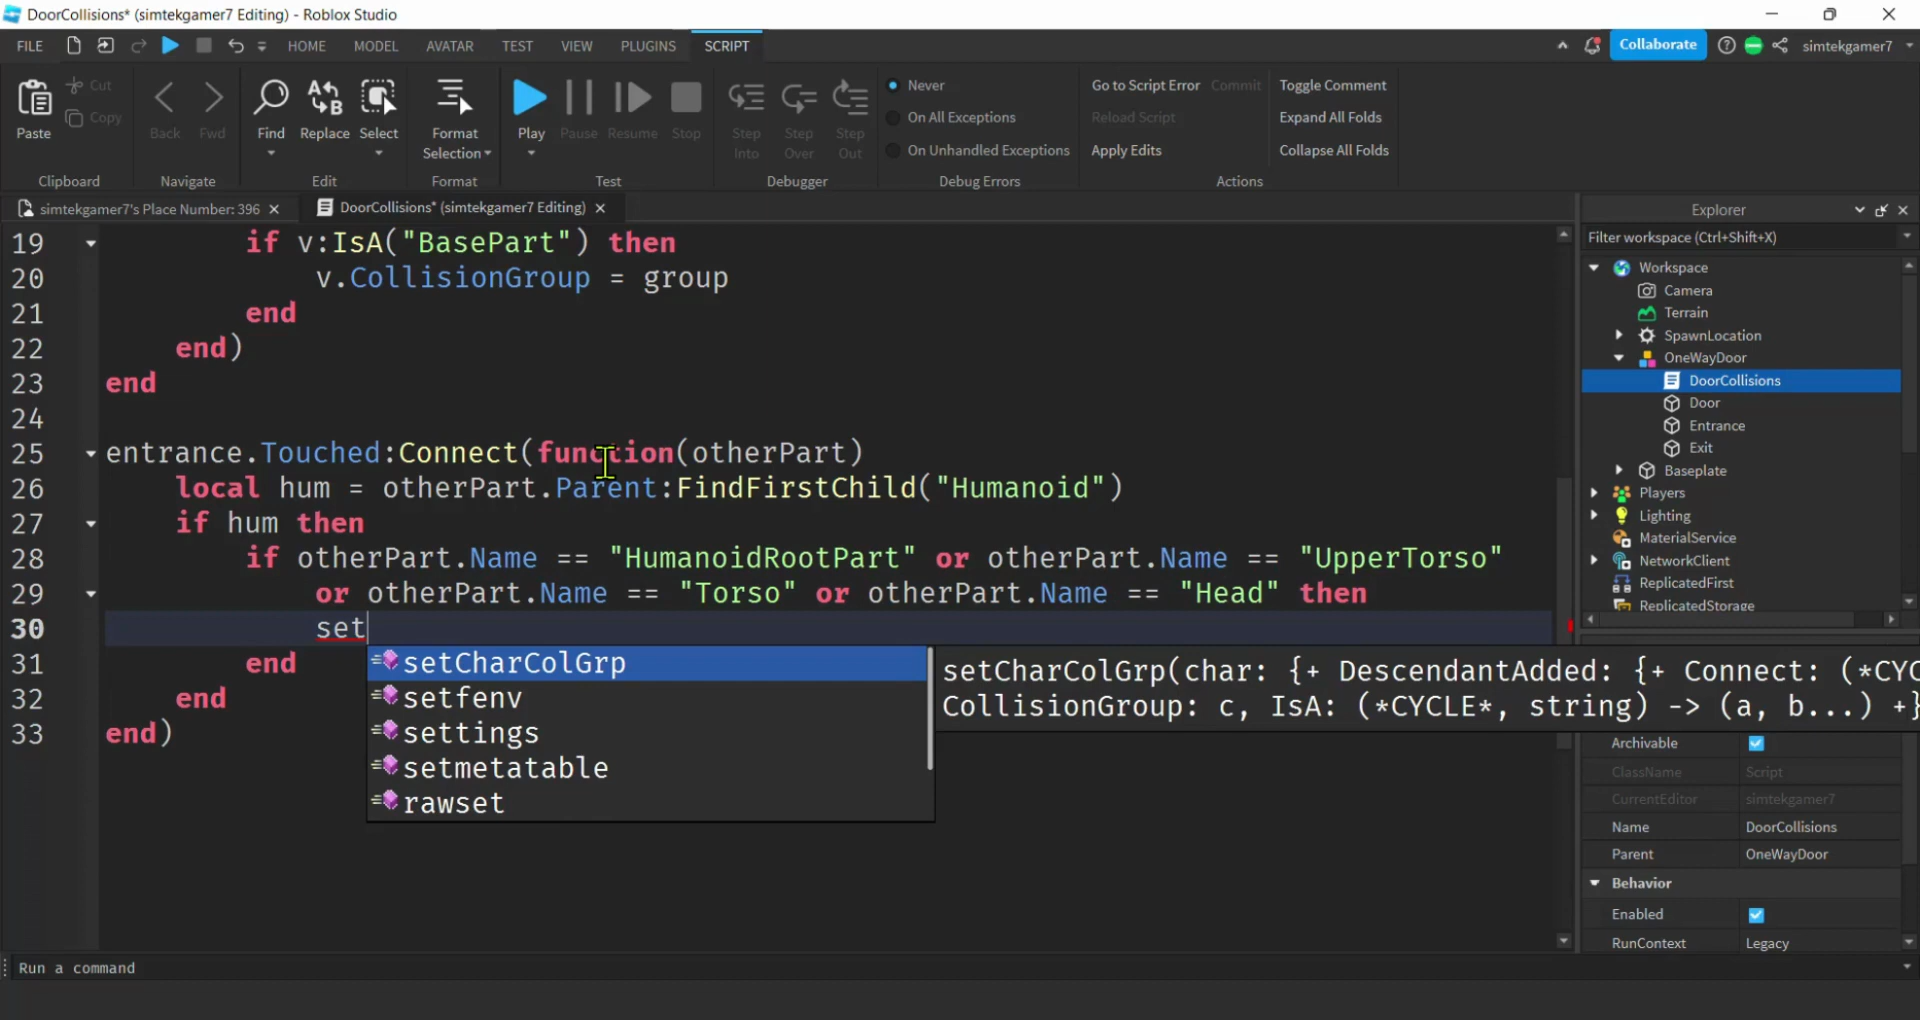 DoorCollisions* (simtekgamer7 Editing) - Roblox Studio
FILE HOME MODEL AVATAR TEST VIEW PLUGINS SCRIPT Collaborate simtekgamer7
Paste Cut Copy
Back Fwd
Find Replace Select
Format Selection
Play Pause Resume Stop
Step Into Step Over Step Out
Never
On All Exceptions
On Unhandled Exceptions
Go to Script Error Commit
Reload Script
Apply Edits
Toggle Comment
Expand All Folds
Collapse All Folds
Clipboard Navigate Edit Format Test Debugger Debug Errors Actions
simtekgamer7's Place Number: 396 DoorCollisions* (simtekgamer7 Editing)
19 if v:IsA("BasePart") then
20 v.CollisionGroup = group
21 end
22 end)
23 end
24
25 entrance.Touched:Connect(function(otherPart)
26 local hum = otherPart.Parent:FindFirstChild("Humanoid")
27 if hum then
28 if otherPart.Name == "HumanoidRootPart" or otherPart.Name == "UpperTorso"
29 or otherPart.Name == "Torso" or otherPart.Name == "Head" then
30 set
31 end
32 end
33 end)
setCharColGrp
setfenv
settings
setmetatable
rawset
setCharColGrp(char: {+ DescendantAdded: {+ Connect: (*CYC
CollisionGroup: c, IsA: (*CYCLE*, string) -> (a, b...) +}
Explorer
Filter workspace (Ctrl+Shift+X)
Workspace
Camera
Terrain
SpawnLocation
OneWayDoor
DoorCollisions
Door
Entrance
Exit
Baseplate
Players
Lighting
MaterialService
NetworkClient
ReplicatedFirst
ReplicatedStorage
Archivable
ClassName Script
CurrentEditor simtekgamer7
Name DoorCollisions
Parent OneWayDoor
Behavior
Enabled
RunContext Legacy
Run a command